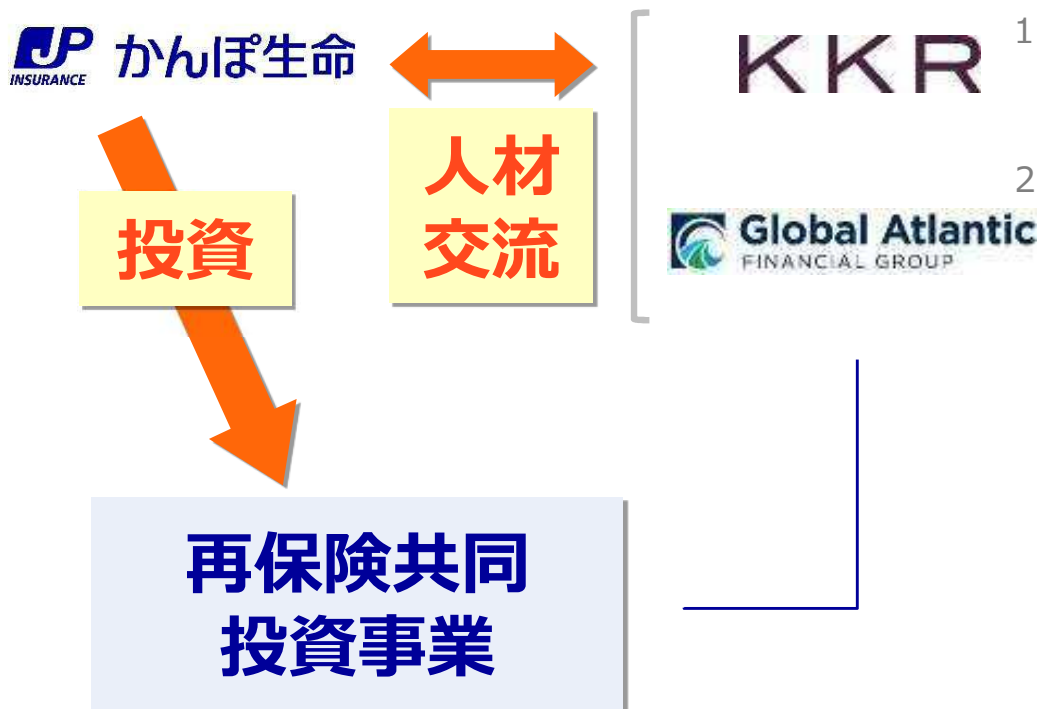 JP
INSURANCE
かんぽ生命
KKR
1
人材
交流
投資
2
Global Atlantic
FINANCIAL GROUP
再保険共同
投資事業